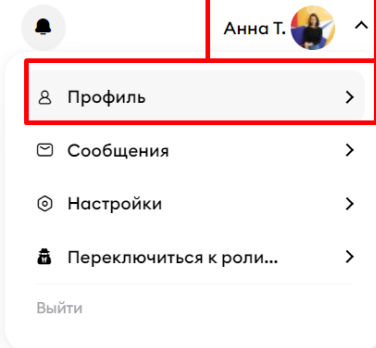 Анна Т.
Профиль
Сообщения
Настройки
Переключиться к роли...
Выйти